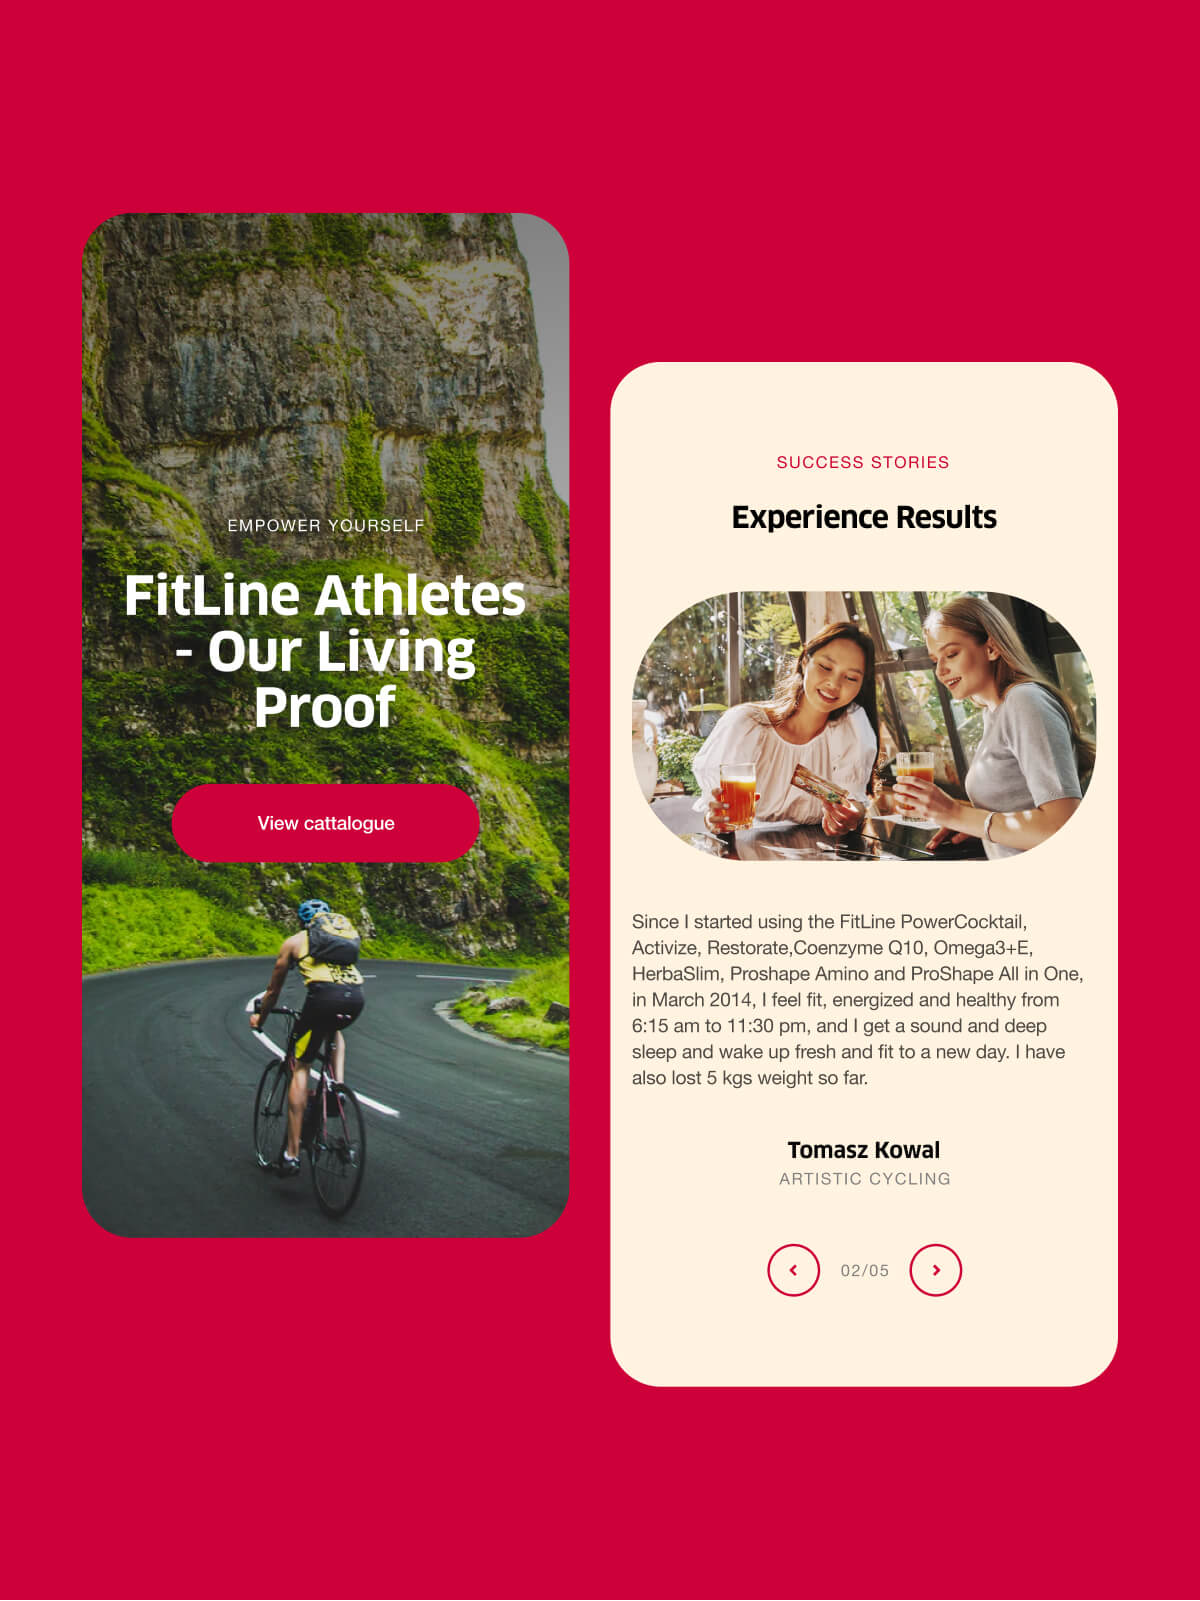 EMPOWER YOURSELF
FitLine Athletes
- Our Living
Proof
View cattalogue
SUCCESS STORIES
Experience Results
Since I started using the FitLine PowerCocktail,
Activize, Restorate,Coenzyme Q10, Omega3+E,
HerbaSlim, Proshape Amino and ProShape All in One,
in March 2014, I feel fit, energized and healthy from
6:15 am to 11:30 pm, and I get a sound and deep
sleep and wake up fresh and fit to a new day. I have
also lost 5 kgs weight so far.
Tomasz Kowal
ARTISTIC CYCLING
02/05